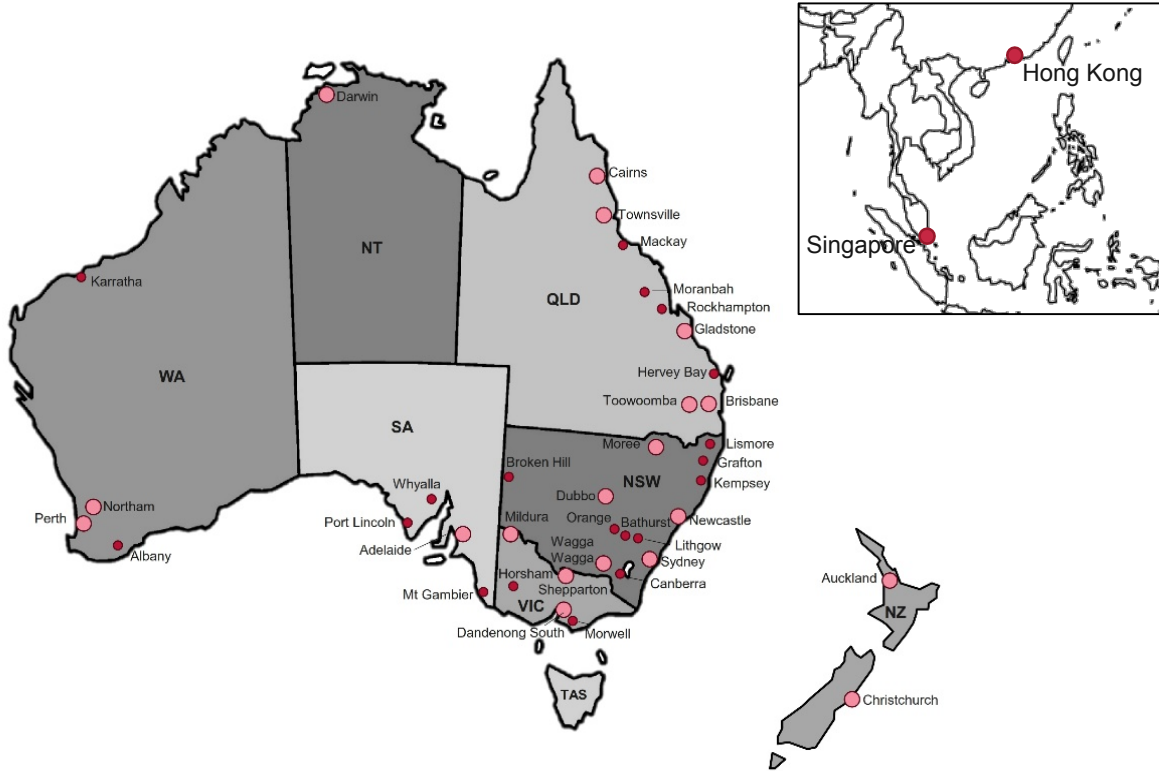 Hong Kong
Singapore
Darwin
Cairns
Townsville
NT
Mackay
Karratha
Moranbah
QLD
Rockhampton
Gladstone
WA
Hervey Bay
Toowoomba
Brisbane
SA
Moree
Lismore
Broken Hill
Grafton
NSW
Kempsey
Whyalla
Dubbo
Northam
Perth
Port Lincoln
Mildura
Orange
Bathurst
Newcastle
Adelaide
Wagga
Wagga
Lithgow
Albany
Sydney
Horsham
Shepparton
Canberra
Mt Gambier
VIC
Dandenong South
Morwell
TAS
Auckland
NZ
Christchurch